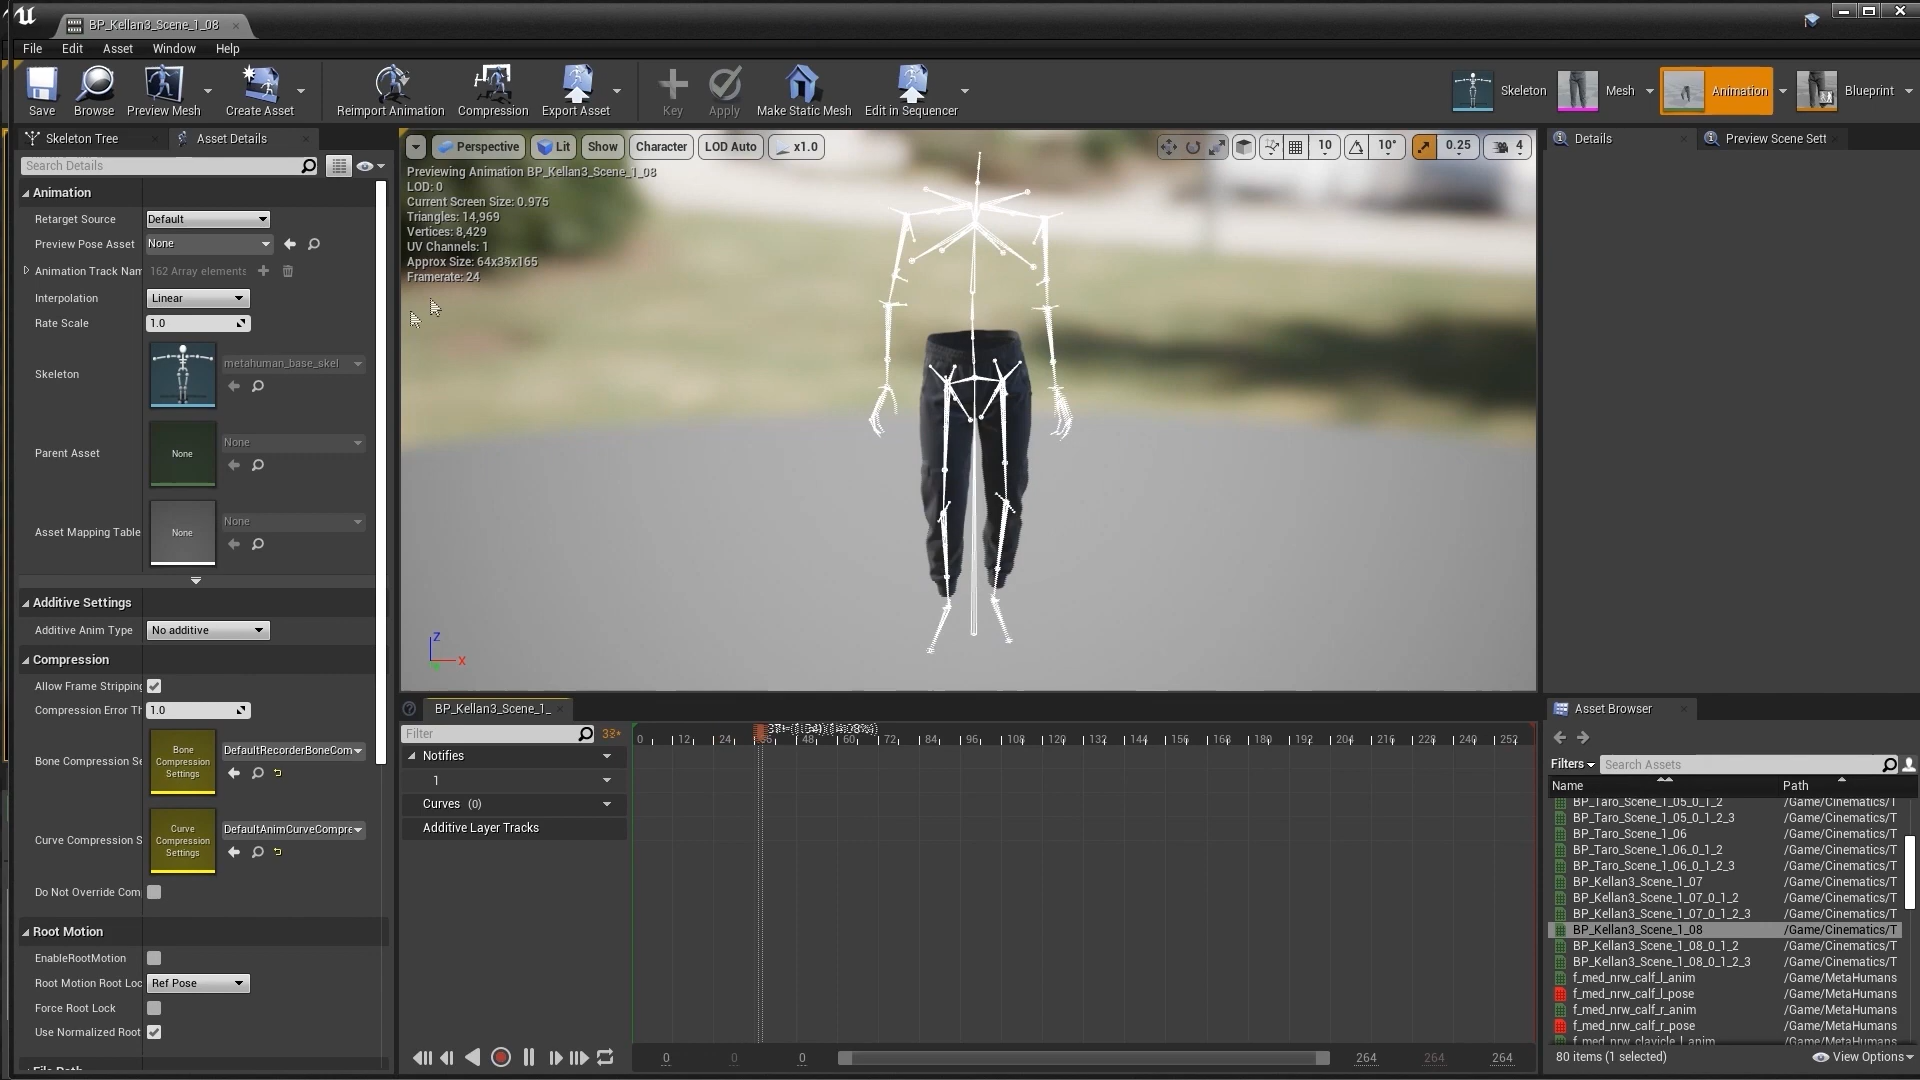 BP_Kellan3_Scene_1_08
File Edit Asset Window Help
Save Browse Preview Mesh Create Asset Reimport Animation Compression Export Asset Key Apply Make Static Mesh Edit in Sequencer Skeleton Mesh Animation Blueprint
Skeleton Tree Asset Details Details Preview Scene Sett
Search Details
Perspective Lit Show Character LOD Auto x1.0 10 10° 0.25 4
Previewing Animation BP_Kellan3_Scene_1_08
LOD: 0
Current Screen Size: 0.975
Triangles: 14,969
Vertices: 8,429
UV Channels: 1
Framerate: 24
Z
X
Animation
Retarget Source Default
Preview Pose Asset None
Animation Track Nam 162 Array elements
Interpolation Linear
Rate Scale 1.0
Skeleton metahuman_base_skel
Parent Asset None None
Asset Mapping Table None None
Additive Settings
Additive Anim Type No additive
Compression
Allow Frame Stripping
Compression Error Th 1.0
Bone Compression Se Bone Compression Settings DefaultRecorderBoneCom
Curve Compression S Curve Compression Settings DefaultAnimCurveCompre
Do Not Override Com
Root Motion
EnableRootMotion
Root Motion Root Loc Ref Pose
Force Root Lock
Use Normalized Root
File Path
BP_Kellan3_Scene_1_
Filter
0 12 24 48 60 72 84 96 108 120 132 144 156 168 180 192 204 216 228 240 252
Notifies
1
Curves (0)
Additive Layer Tracks
0 0 0 264 264 264
Asset Browser
Filters Search Assets
Name Path
BP_Taro_Scene_1_05_0_1_2 /Game/Cinematics/T
BP_Taro_Scene_1_05_0_1_2_3 /Game/Cinematics/T
BP_Taro_Scene_1_06 /Game/Cinematics/T
BP_Taro_Scene_1_06_0_1_2 /Game/Cinematics/T
BP_Taro_Scene_1_06_0_1_2_3 /Game/Cinematics/T
BP_Kellan3_Scene_1_07 /Game/Cinematics/T
BP_Kellan3_Scene_1_07_0_1_2 /Game/Cinematics/T
BP_Kellan3_Scene_1_07_0_1_2_3 /Game/Cinematics/T
BP_Kellan3_Scene_1_08 /Game/Cinematics/T
BP_Kellan3_Scene_1_08_0_1_2 /Game/Cinematics/T
BP_Kellan3_Scene_1_08_0_1_2_3 /Game/Cinematics/T
f_med_nrw_calf_l_anim /Game/MetaHumans
f_med_nrw_calf_l_pose /Game/MetaHumans
f_med_nrw_calf_r_anim /Game/MetaHumans
f_med_nrw_calf_r_pose /Game/MetaHumans
f_med_nrw_clavicle_l_anim /Game/MetaHumans
80 items (1 selected) View Options